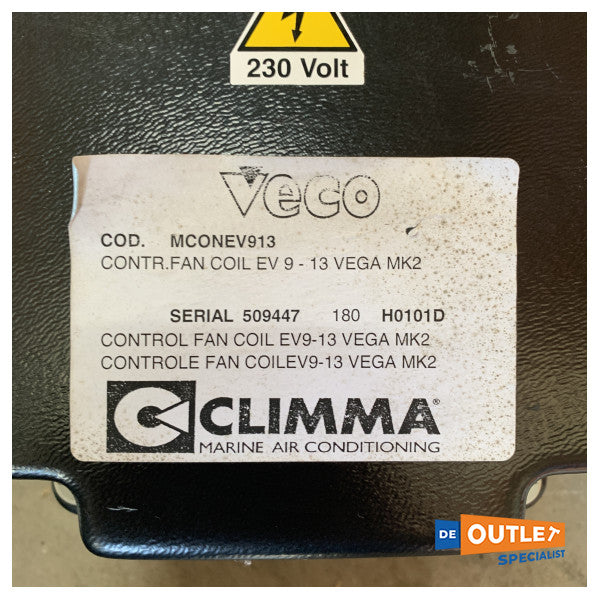 230 Volt
veco
COD. MCONEV913
CONTR.FAN COIL EV 9 - 13 VEGA MK2
SERIAL 509447 180 H0101D
CONTROL FAN COIL EV9-13 VEGA MK2
CONTROLE FAN COILEV9-13 VEGA MK2
CLIMMA®
MARINE AIR CONDITIONING
DE OUTLET
SPECIALIST